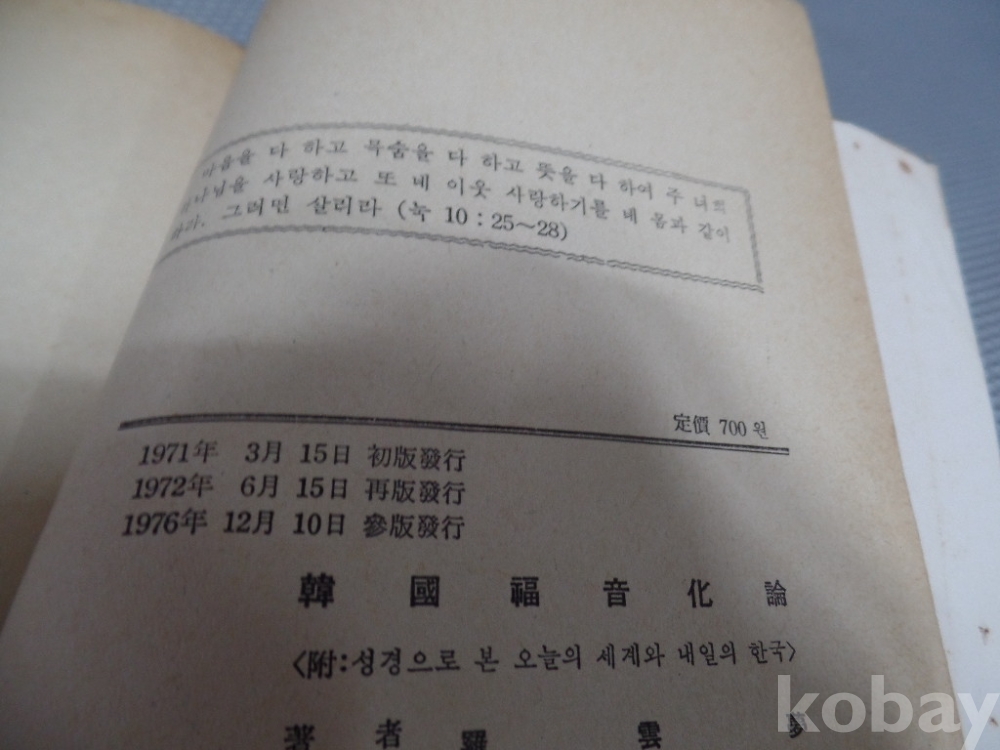 마음을 다 하고 목숨을 다 하고 뜻을 다 하여 주 너의
하나님을 사랑하고 또 네 이웃 사랑하기를 내 몸과 같이
하라. 그러면 살리라 (눅 10 : 25~28)
定價 700 원
1971年 3月 15日 初版發行
1972年 6月 15日 再版發行
1976年 12月 10日 參版發行
韓國福音化論
<附: 성경으로 본 오늘의 세계와 내일의 한국>
著者 羅雲夢
kobay